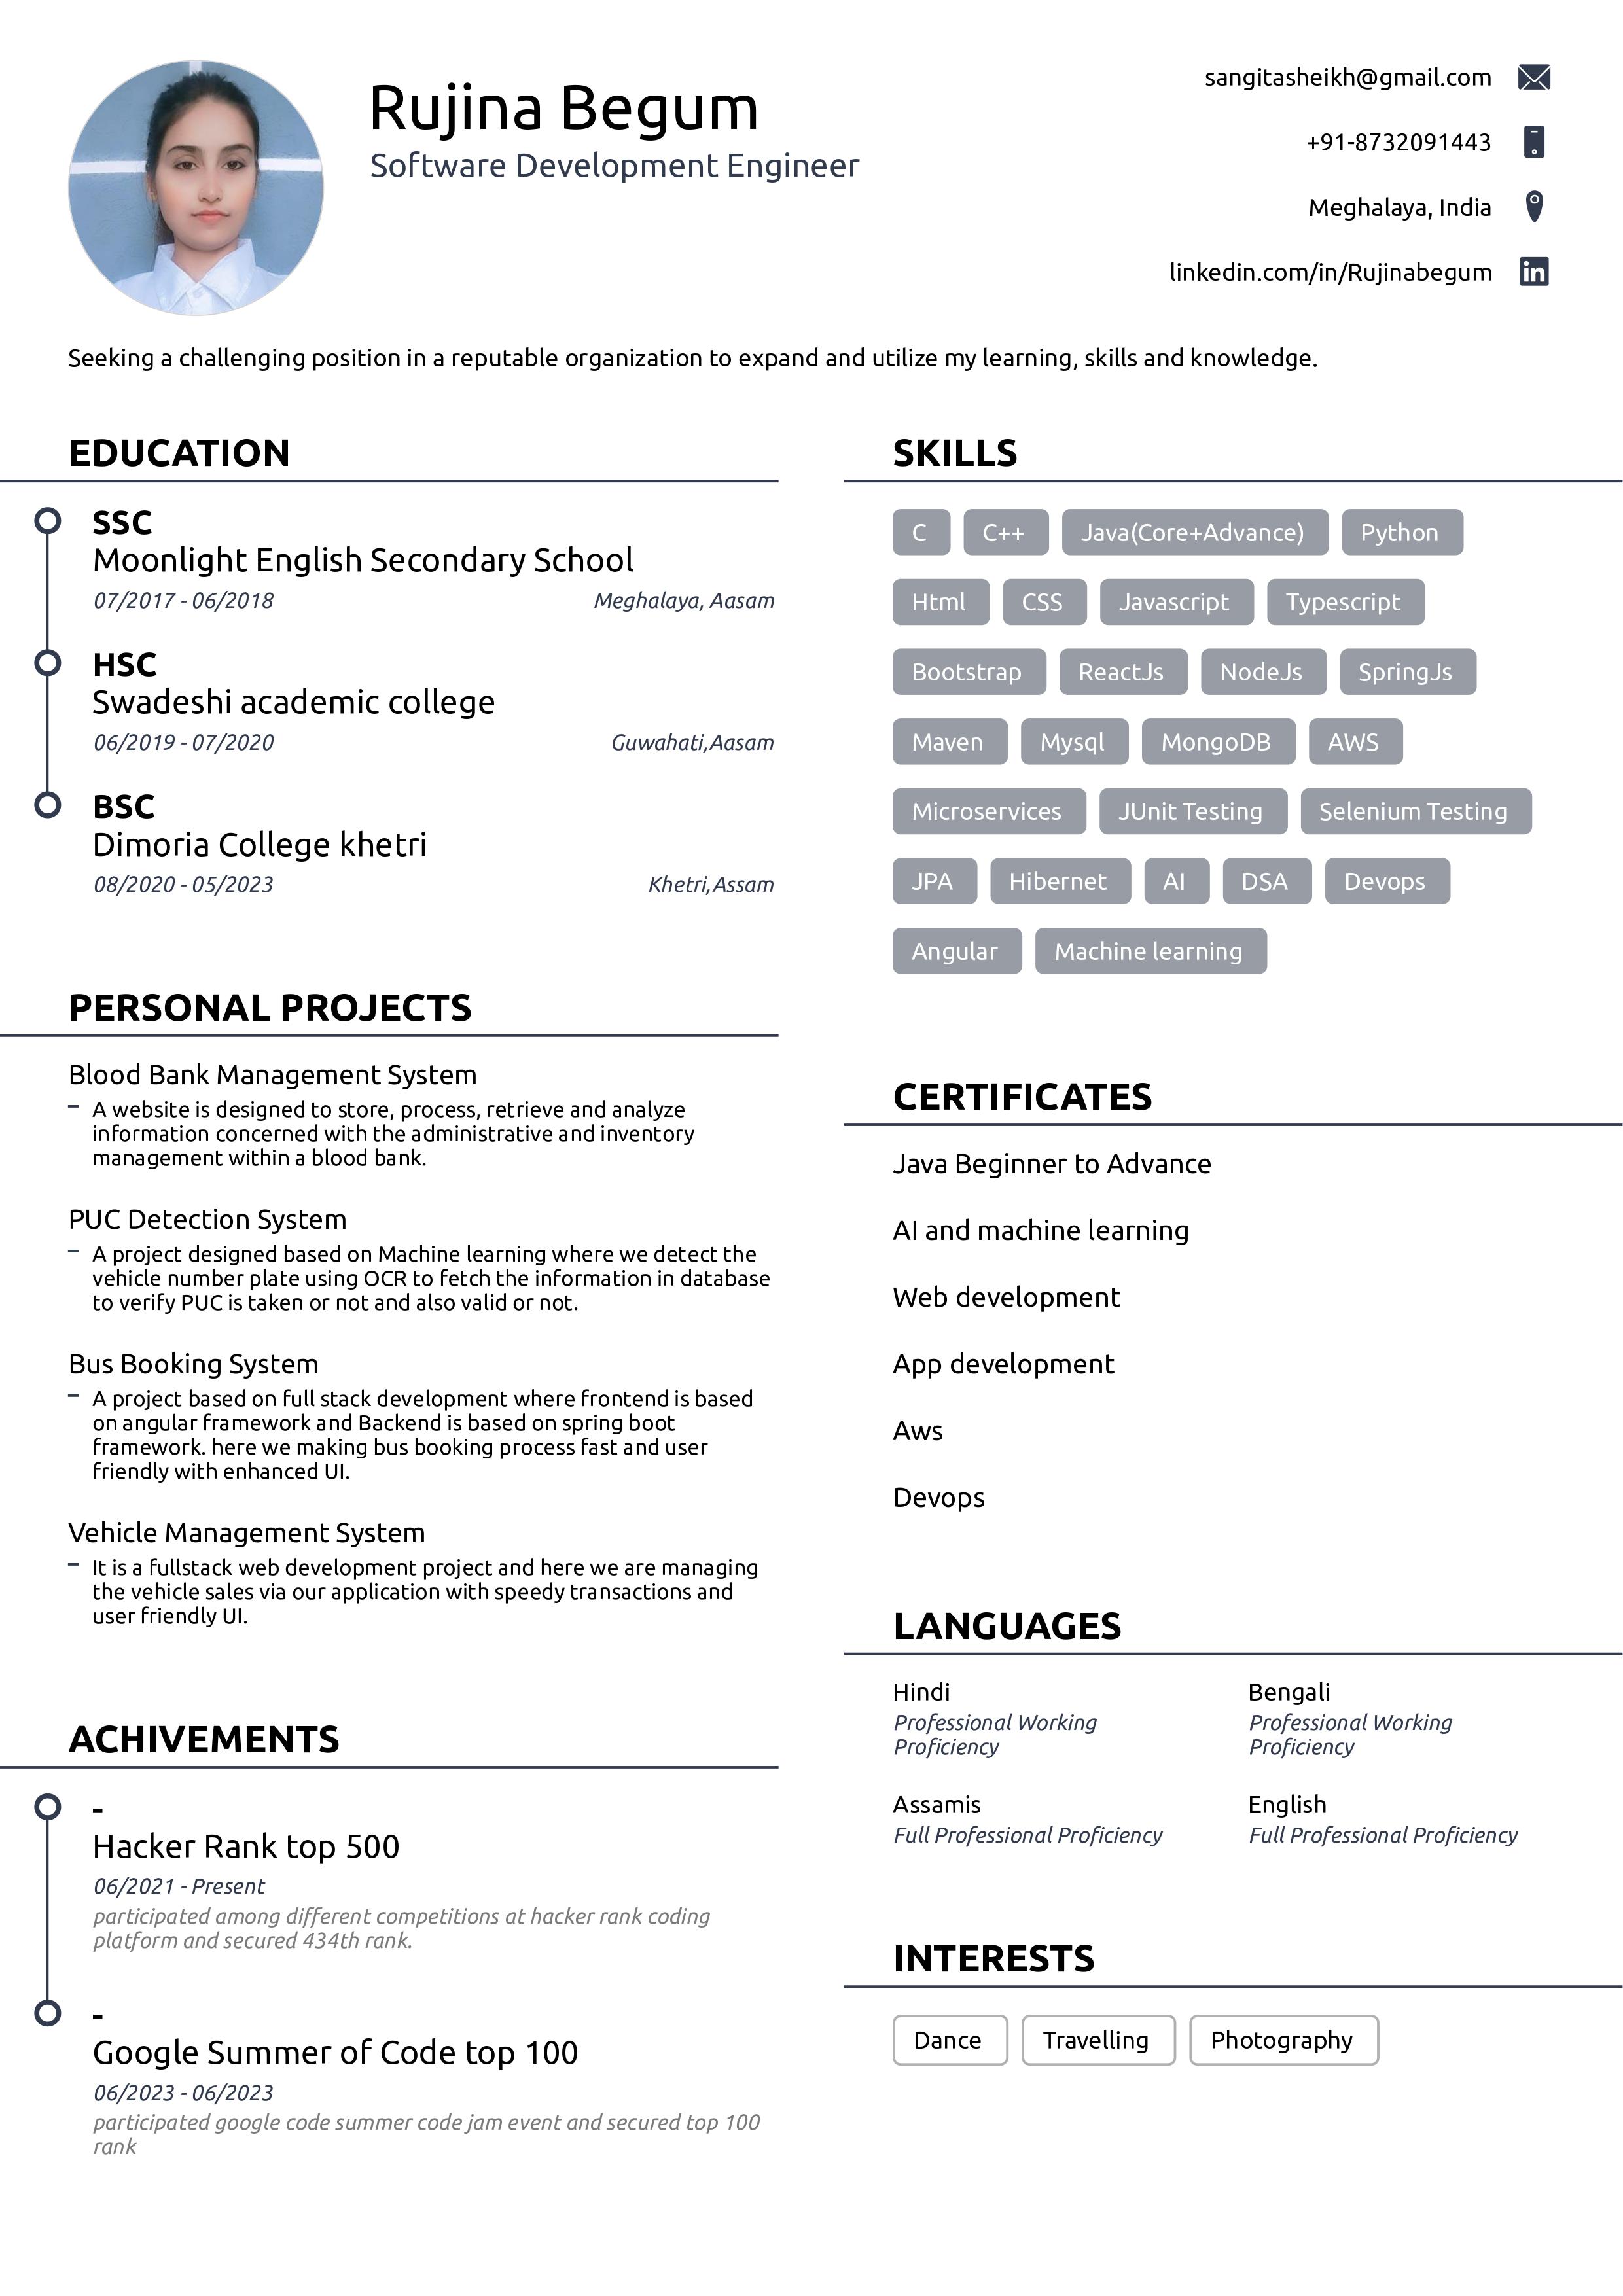 Rujina Begum
Software Development Engineer
sangitasheikh@gmail.com
+91-8732091443
Meghalaya, India
linkedin.com/in/Rujinabegum
Seeking a challenging position in a reputable organization to expand and utilize my learning, skills and knowledge.
EDUCATION
SSC
Moonlight English Secondary School
07/2017 - 06/2018 Meghalaya, Aasam
HSC
Swadeshi academic college
06/2019 - 07/2020 Guwahati,Aasam
BSC
Dimoria College khetri
08/2020 - 05/2023 Khetri,Assam
PERSONAL PROJECTS
Blood Bank Management System
– A website is designed to store, process, retrieve and analyze
information concerned with the administrative and inventory
management within a blood bank.
PUC Detection System
– A project designed based on Machine learning where we detect the
vehicle number plate using OCR to fetch the information in database
to verify PUC is taken or not and also valid or not.
Bus Booking System
– A project based on full stack development where frontend is based
on angular framework and Backend is based on spring boot
framework. here we making bus booking process fast and user
friendly with enhanced UI.
Vehicle Management System
– It is a fullstack web development project and here we are managing
the vehicle sales via our application with speedy transactions and
user friendly UI.
ACHIVEMENTS
-
Hacker Rank top 500
06/2021 - Present
participated among different competitions at hacker rank coding
platform and secured 434th rank.
-
Google Summer of Code top 100
06/2023 - 06/2023
participated google code summer code jam event and secured top 100
rank
SKILLS
C C++ Java(Core+Advance) Python
Html CSS Javascript Typescript
Bootstrap ReactJs NodeJs SpringJs
Maven Mysql MongoDB AWS
Microservices JUnit Testing Selenium Testing
JPA Hibernet AI DSA Devops
Angular Machine learning
CERTIFICATES
Java Beginner to Advance
AI and machine learning
Web development
App development
Aws
Devops
LANGUAGES
Hindi
Professional Working
Proficiency
Bengali
Professional Working
Proficiency
Assamis
Full Professional Proficiency
English
Full Professional Proficiency
INTERESTS
Dance Travelling Photography